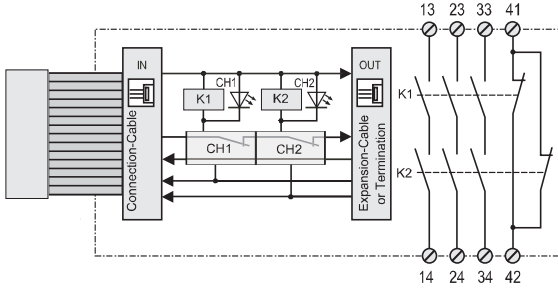 13 23 33 41
IN
OUT
CH1
CH2
K1
K2
K1
CH1
CH2
Connection-Cable
Expansion-Cable
or Termination
K2
14 24 34 42